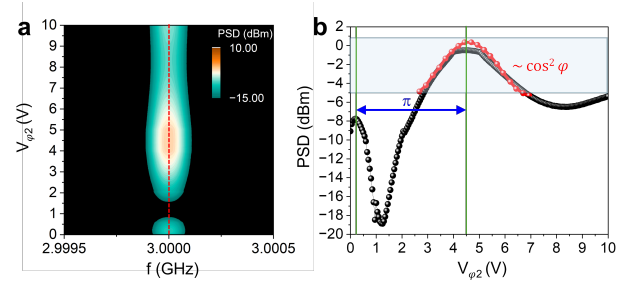 a
PSD (dBm)
10.00
−15.00
10
9
8
7
6
5
4
3
2
1
0
V_φ2 (V)
2.9995
3.0000
3.0005
f (GHz)
b
2
0
−2
−4
−6
−8
−10
−12
−14
−16
−18
−20
PSD (dBm)
~ cos² φ
π
0 1 2 3 4 5 6 7 8 9 10
V_φ2 (V)